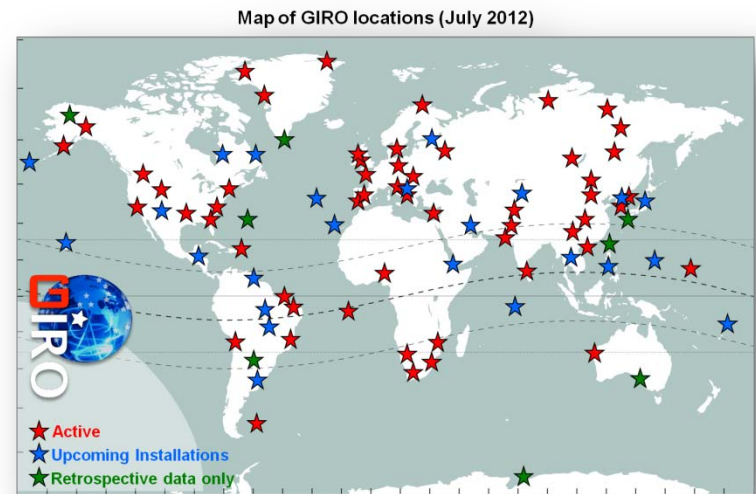 Map of GIRO locations (July 2012)
GIRO
Active
Upcoming Installations
Retrospective data only